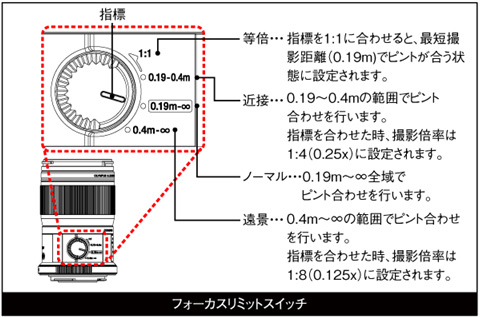 指標
1:1
0.19-0.4m
0.19m-∞
0.4m-∞
等倍… 指標を1:1に合わせると、最短撮
影距離（0.19m）でピントが合う状
態に設定されます。
近接… 0.19～0.4mの範囲でピント
合わせを行います。
指標を合わせた時、撮影倍率は
1:4（0.25x）に設定されます。
ノーマル…0.19m～∞全域で
ピント合わせを行います。
遠景… 0.4m～∞の範囲でピント合わせ
を行います。
指標を合わせた時、撮影倍率は
1:8（0.125x）に設定されます。
フォーカスリミットスイッチ